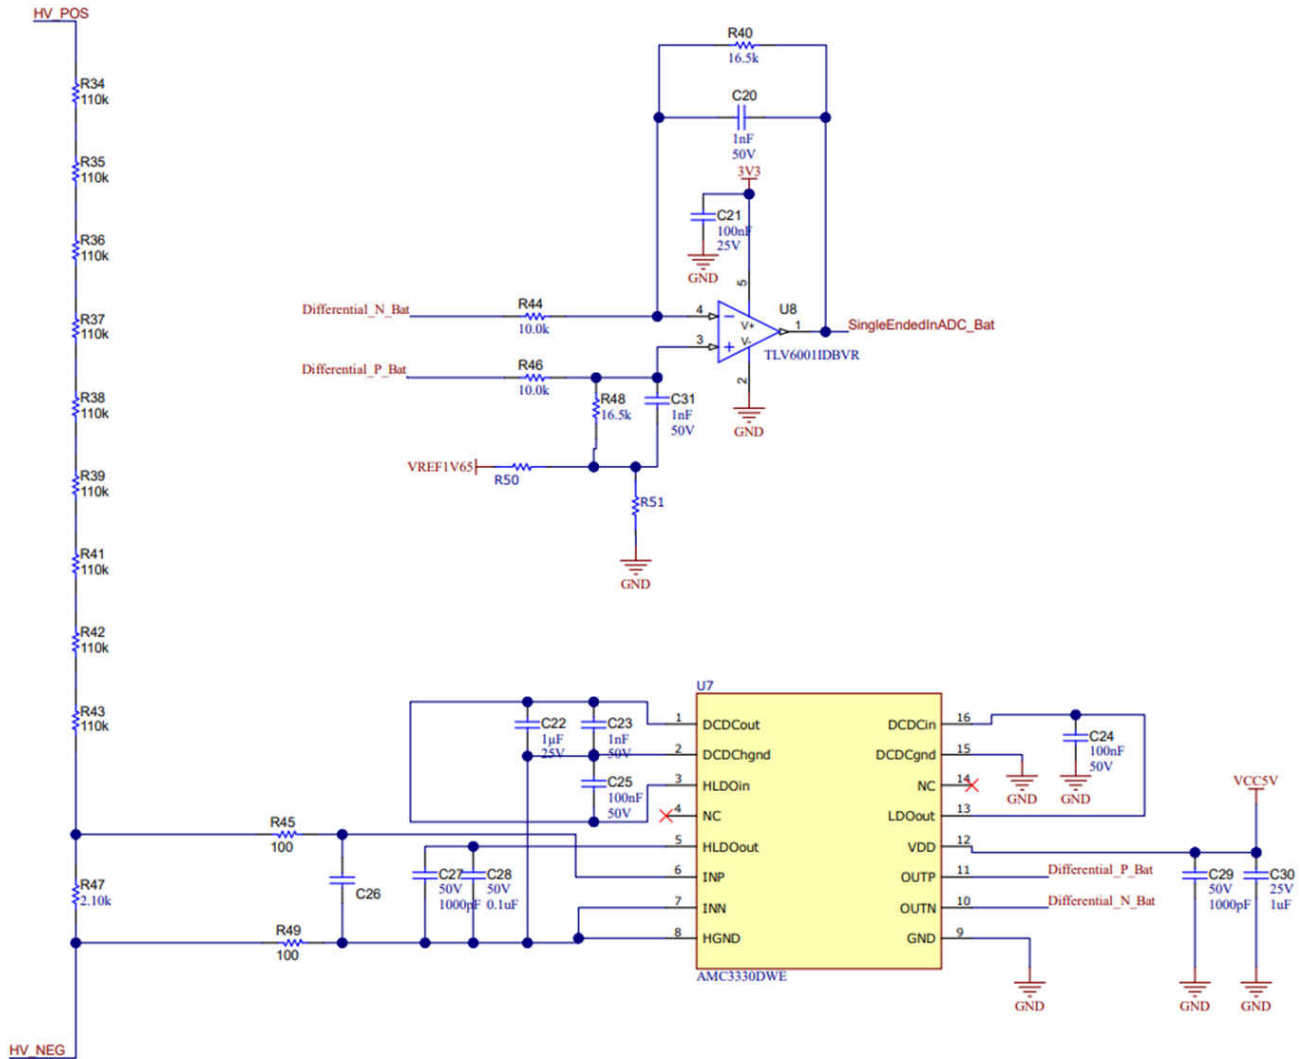 HV_POS
R34
110k
R35
110k
R36
110k
R37
110k
R38
110k
R39
110k
R41
110k
R42
110k
R43
110k
R47
2.10k
HV_NEG
R40
16.5k
C20
1nF
50V
3V3
C21
100nF
25V
GND
5
Differential_N_Bat
R44
10.0k
4
U8
V+
V-
1
SingleEndedInADC_Bat
TLV6001IDBVR
3
Differential_P_Bat
R46
10.0k
2
R48
16.5k
C31
1nF
50V
GND
VREF1V65
R50
R51
GND
U7
C22
1µF
25V
C23
1nF
50V
C25
100nF
50V
1 DCDCout
2 DCDChgnd
3 HLDOin
4 NC
5 HLDOout
6 INP
7 INN
8 HGND
DCDCin 16
DCDCgnd 15
NC 14
LDOout 13
VDD 12
OUTP 11
OUTN 10
GND 9
AMC3330DWE
C24
100nF
50V
GND
GND
VCC5V
R45
100
C26
R49
100
C27
50V
1000pF
C28
50V
0.1uF
Differential_P_Bat
Differential_N_Bat
C29
50V
1000pF
C30
25V
1uF
GND
GND
GND